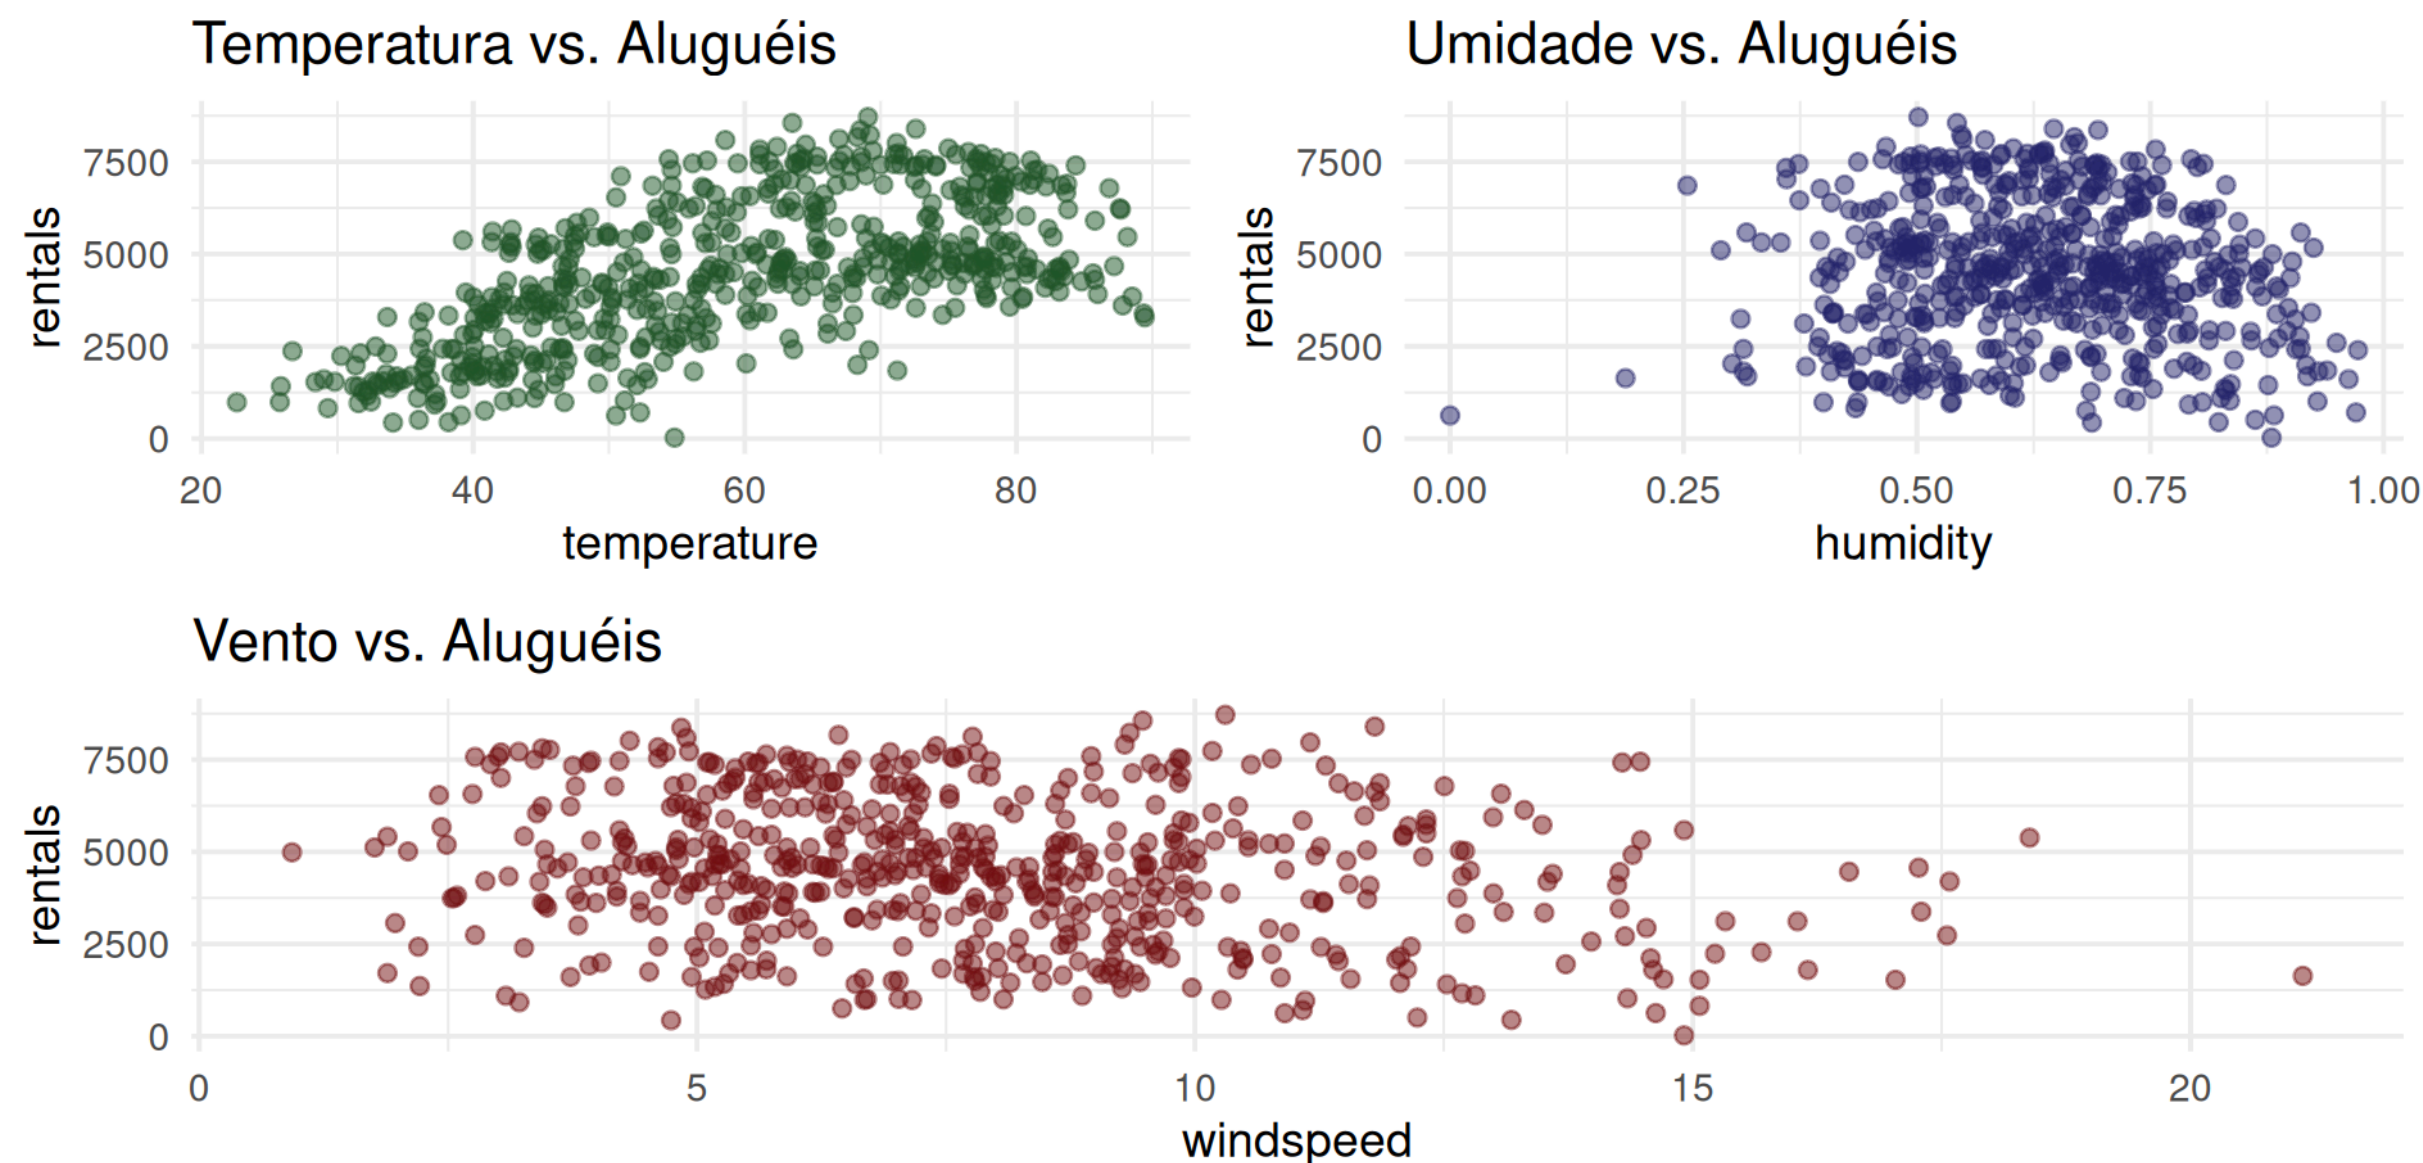 Temperatura vs. Aluguéis
rentals
7500
5000
2500
0
20 40 60 80
temperature
Umidade vs. Aluguéis
rentals
7500
5000
2500
0
0.00 0.25 0.50 0.75 1.00
humidity
Vento vs. Aluguéis
rentals
7500
5000
2500
0
0 5 10 15 20
windspeed